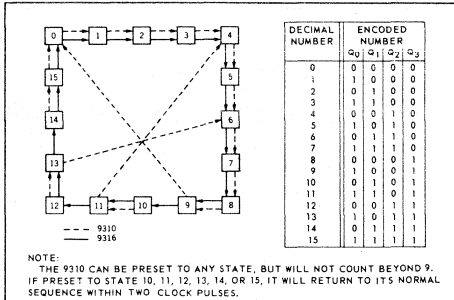 0 1 2 3 4
15 5
14 6
13 7
12 11 10 9 8
--- 9310
— 9316
DECIMAL NUMBER ENCODED NUMBER
Q0 Q1 Q2 Q3
0 0 0 0 0
1 1 0 0 0
2 0 1 0 0
3 1 1 0 0
4 0 0 1 0
5 1 0 1 0
6 0 1 1 0
7 1 1 1 0
8 0 0 0 1
9 1 0 0 1
10 0 1 0 1
11 1 1 0 1
12 0 0 1 1
13 1 0 1 1
14 0 1 1 1
15 1 1 1 1
NOTE:
THE 9310 CAN BE PRESET TO ANY STATE, BUT WILL NOT COUNT BEYOND 9.
IF PRESET TO STATE 10, 11, 12, 13, 14, OR 15, IT WILL RETURN TO ITS NORMAL
SEQUENCE WITHIN TWO CLOCK PULSES.